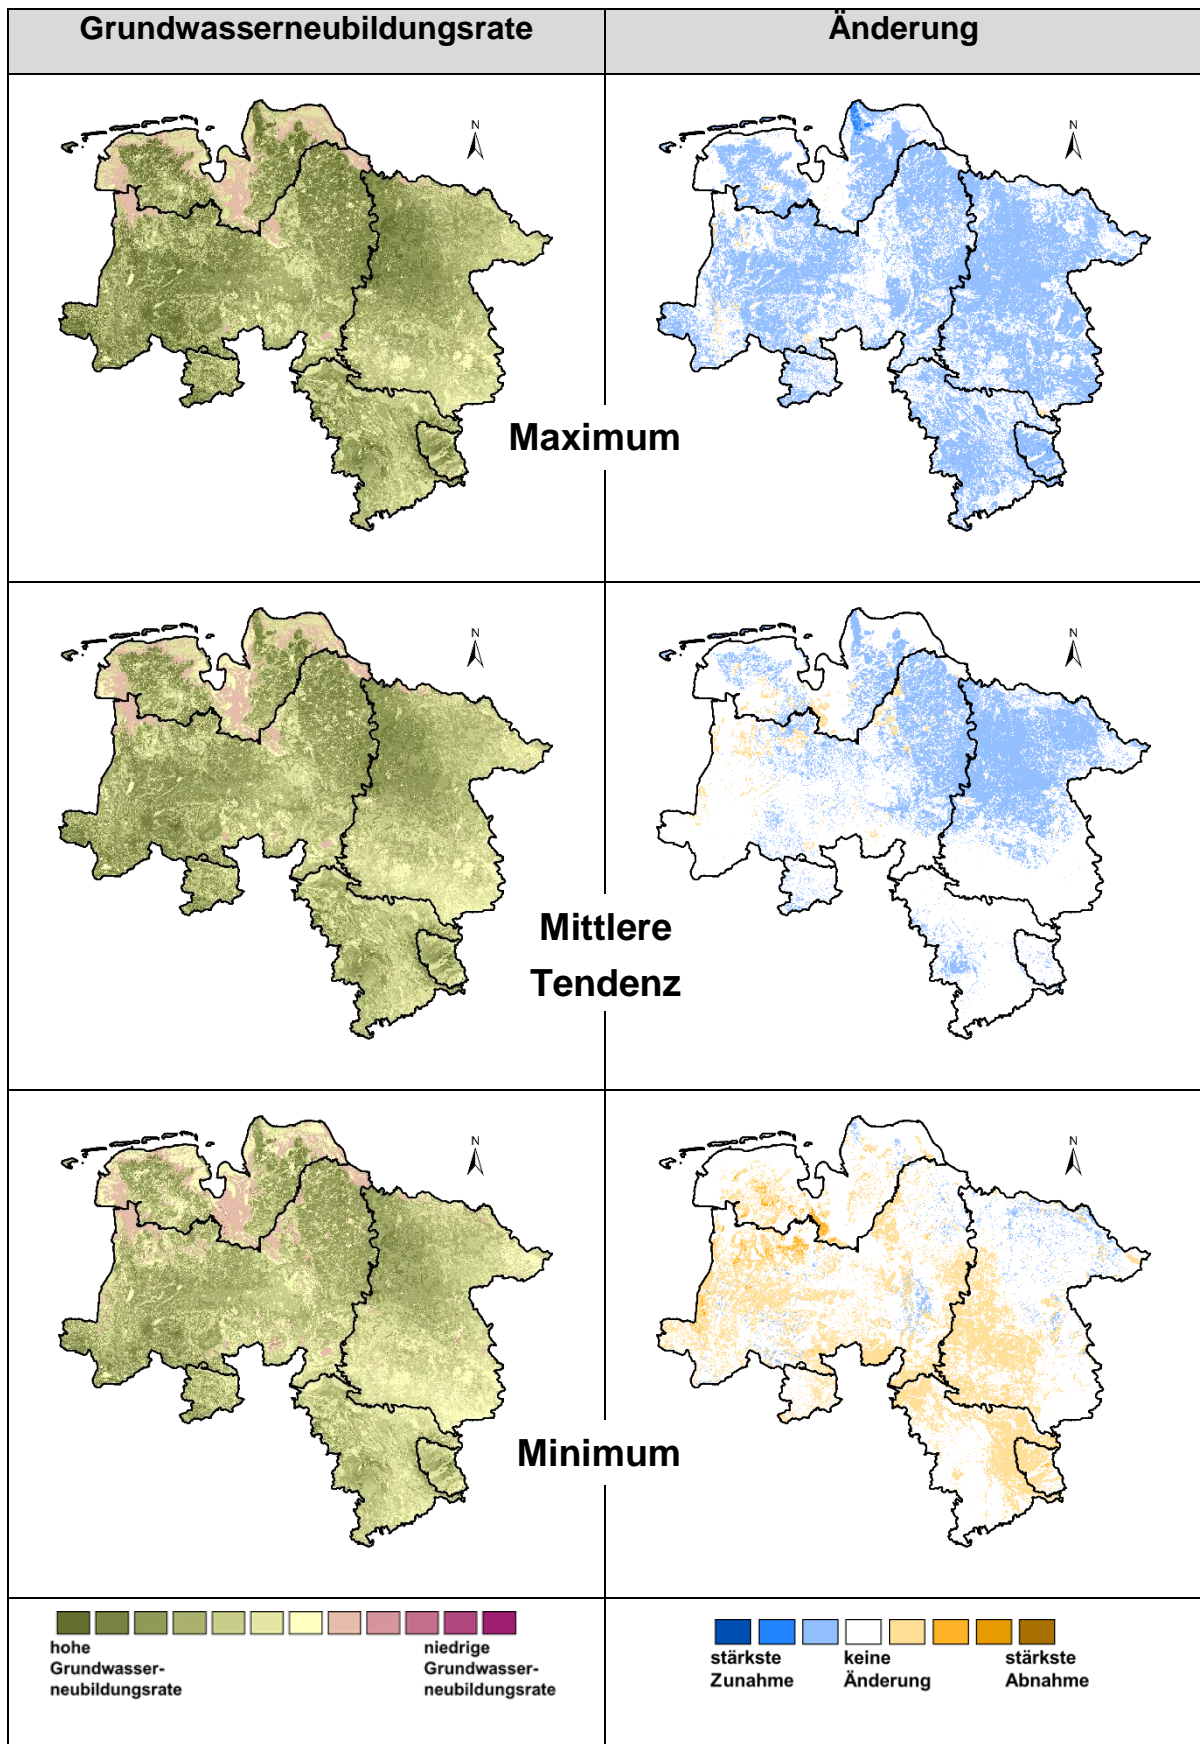 Grundwasserneubildungsrate
Änderung
N
N
Maximum
N
N
Mittlere
Tendenz
N
N
Minimum
hohe
Grundwasser-
neubildungsrate
niedrige
Grundwasser-
neubildungsrate
stärkste
Zunahme
keine
Änderung
stärkste
Abnahme